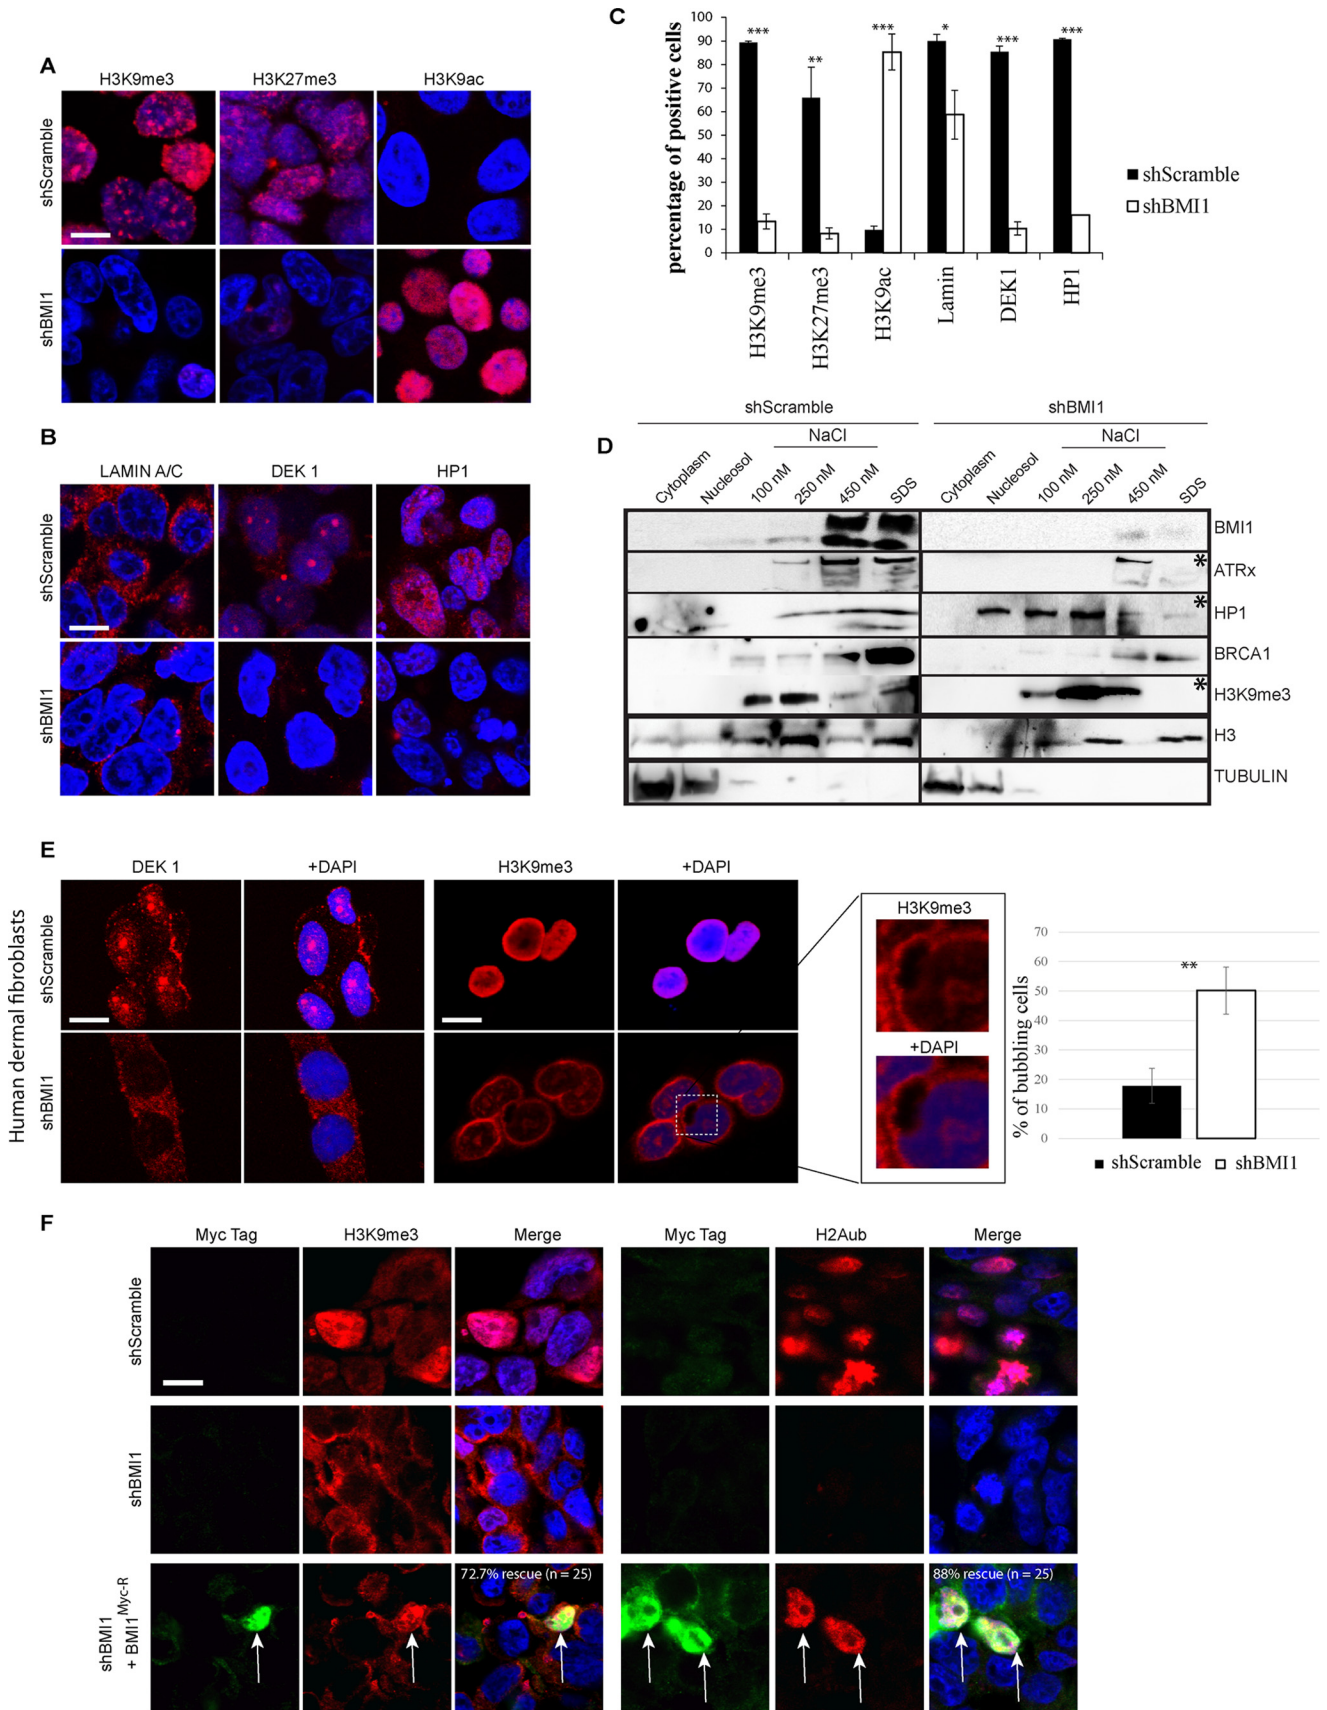 A
H3K9me3 H3K27me3 H3K9ac
shScramble
shBMI1
B
LAMIN A/C DEK 1 HP1
shScramble
shBMI1
C
percentage of positive cells
100
90
80
70
60
50
40
30
20
10
0
*** ** *** * *** ***
H3K9me3
H3K27me3
H3K9ac
Lamin
DEK1
HP1
shScramble
shBMI1
D
shScramble shBMI1
NaCl NaCl
Cytoplasm Nucleosol 100 nM 250 nM 450 nM SDS Cytoplasm Nucleosol 100 nM 250 nM 450 nM SDS
BMI1
* ATRx
* HP1
BRCA1
* H3K9me3
H3
TUBULIN
E
Human dermal fibroblasts
DEK 1 +DAPI H3K9me3 +DAPI
shScramble
shBMI1
H3K9me3
+DAPI
% of bubbling cells
70
60
50
40
30
20
10
0
**
shScramble shBMI1
F
Myc Tag H3K9me3 Merge Myc Tag H2Aub Merge
shScramble
shBMI1
shBMI1
+ BMI1Myc-R
72.7% rescue (n = 25) 88% rescue (n = 25)